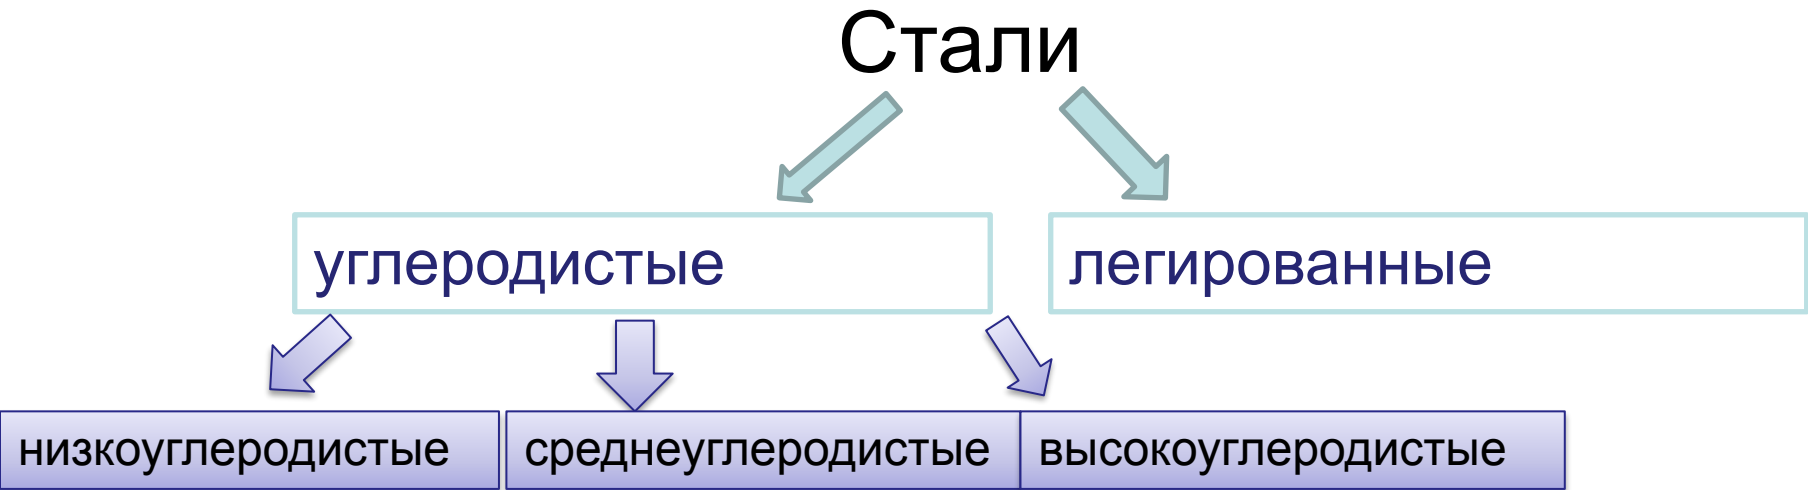 Стали
углеродистые
легированные
низкоуглеродистые
среднеуглеродистые
высокоуглеродистые